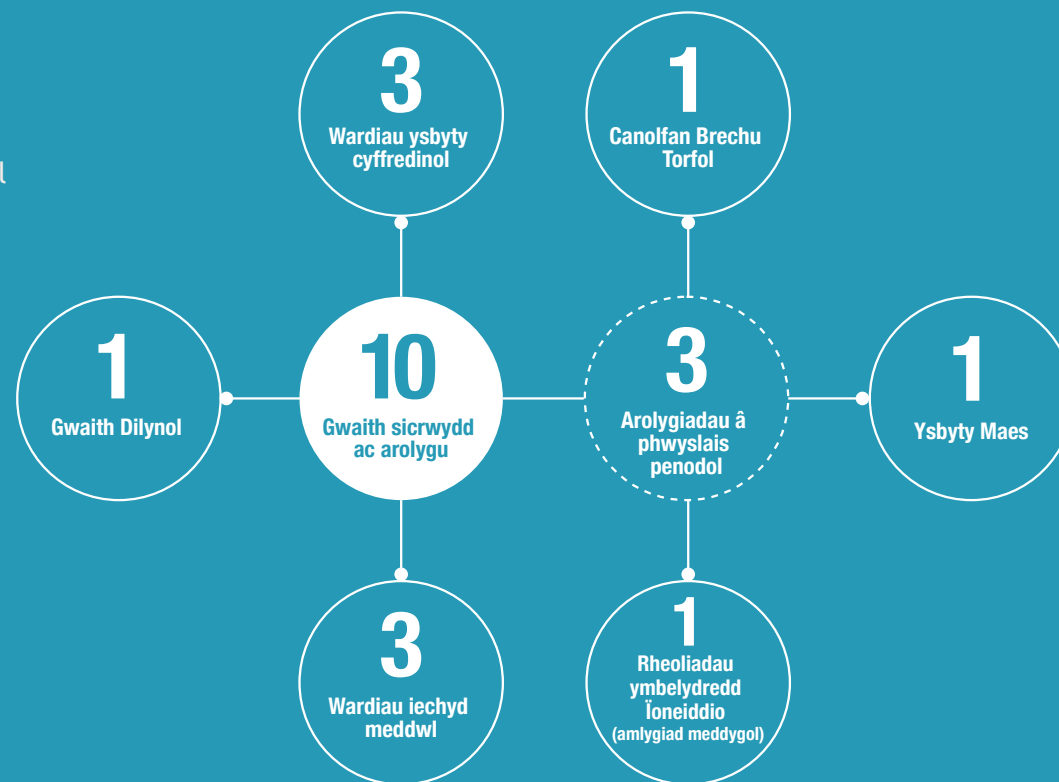 3
Wardiau ysbyty
cyffredinol
1
Canolfan Brechu
Torfol
l
1
Gwaith Dilynol
10
Gwaith sicrwydd
ac arolygu
3
Arolygiadau â
phwyslais
penodol
1
Ysbyty Maes
3
Wardiau iechyd
meddwl
1
Rheoliadau
ymbelydredd
Ïoneiddio
(amlygiad meddygol)